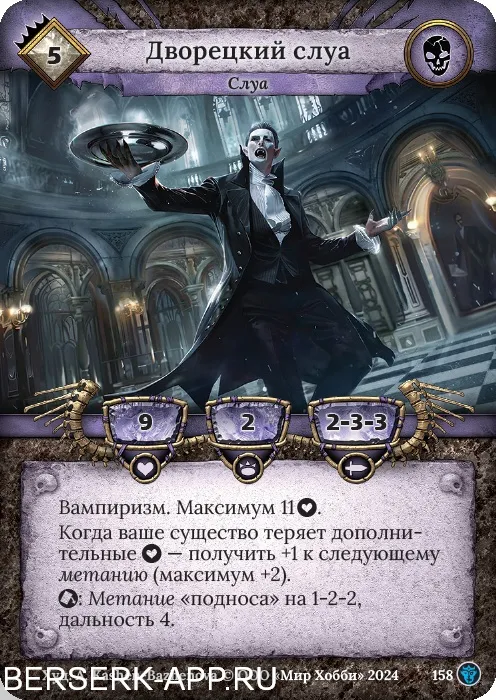 5
Дворецкий слуа
Слуа
9
2
2-3-3
Вампиризм. Максимум 11.
Когда ваше существо теряет дополни-
тельные — получить +1 к следующему
метанию (максимум +2).
: Метание «подноса» на 1-2-2,
дальность 4.
© ООО «Мир Хобби» 2024
158
BERSERK-APP.RU